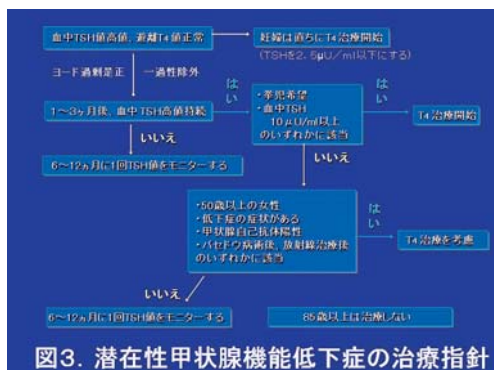 血中TSH値高値、遊離T4値正常
妊婦は直ちにT4治療開始
(TSHを2.5μU/ml以下にする)
ヨード過剰是正
一過性除外
1~3ヶ月後、血中TSH高値持続
はい
・挙児希望
・血中TSH
10μU/ml以上
のいずれかに該当
はい
T4治療開始
いいえ
6~12ヵ月に1回TSH値をモニターする
いいえ
・50歳以上の女性
・低下症の症状がある
・甲状腺自己抗体陽性
・バセドウ病術後、放射線治療後
のいずれかに該当
はい
T4治療を考慮
いいえ
6~12ヵ月に1回TSH値をモニターする
85歳以上は治療しない
図3. 潜在性甲状腺機能低下症の治療指針